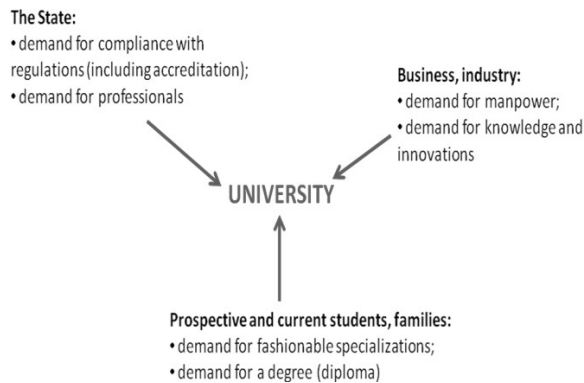 The State:
• demand for compliance with
regulations (including accreditation);
• demand for professionals
Business, industry:
• demand for manpower;
• demand for knowledge and
innovations
UNIVERSITY
Prospective and current students, families:
• demand for fashionable specializations;
• demand for a degree (diploma)